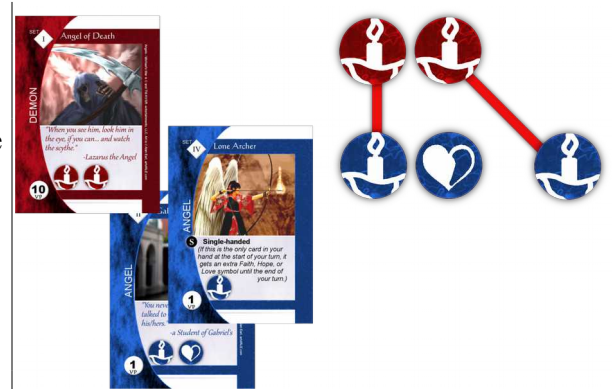 SET
I
Angel of Death
DEMON
"When you see him, look him in
the eye, if you can... and watch
the scythe."
-Lazarus the Angel
10
VP
SET
IV
Lone Archer
ANGEL
S Single-handed
(If this is the only card in your
hand at the start of your turn, it
gets an extra Faith, Hope, or
Love symbol until the end of
your turn.)
1
VP
II
Gab
ANGEL
"You neve
talked to
his/hers.
-a Student of Gabriel's
1
VP
e